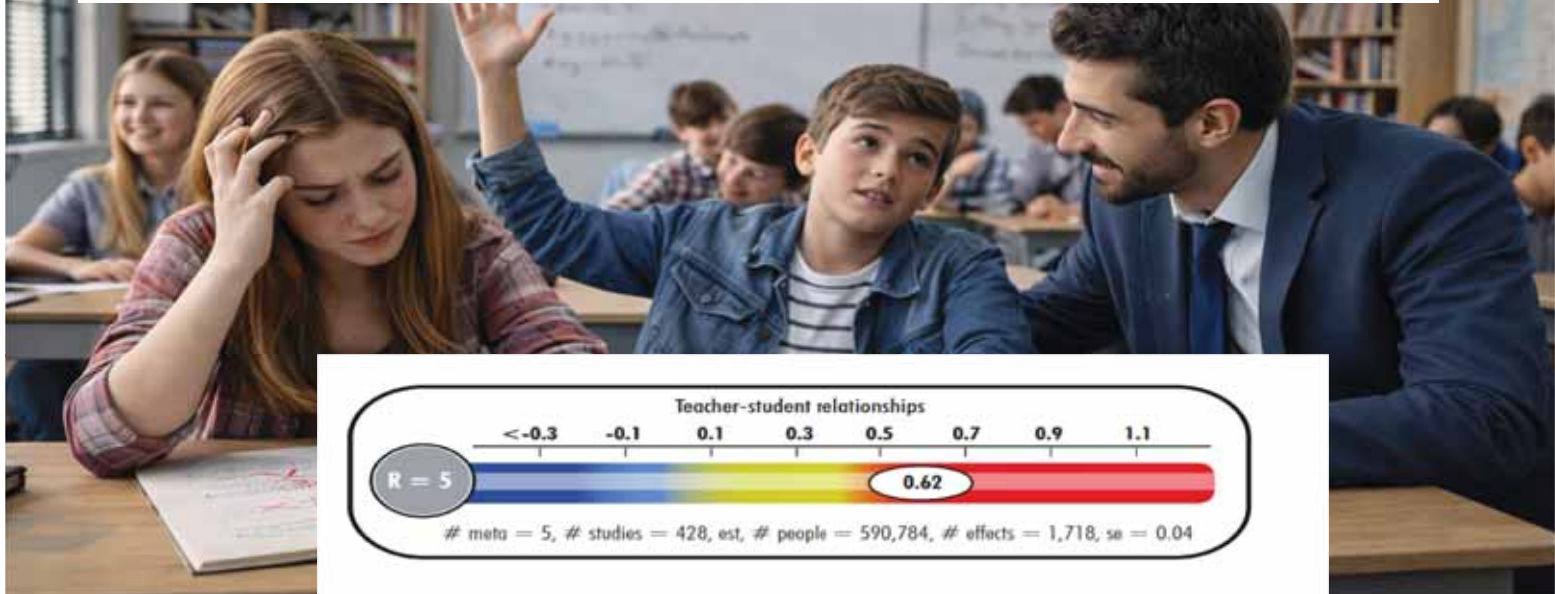 Teacher-student relationships
<-0.3 -0.1 0.1 0.3 0.5 0.7 0.9 1.1
R = 5
0.62
# meta = 5, # studies = 428, est, # people = 590,784, # effects = 1,718, se = 0.04